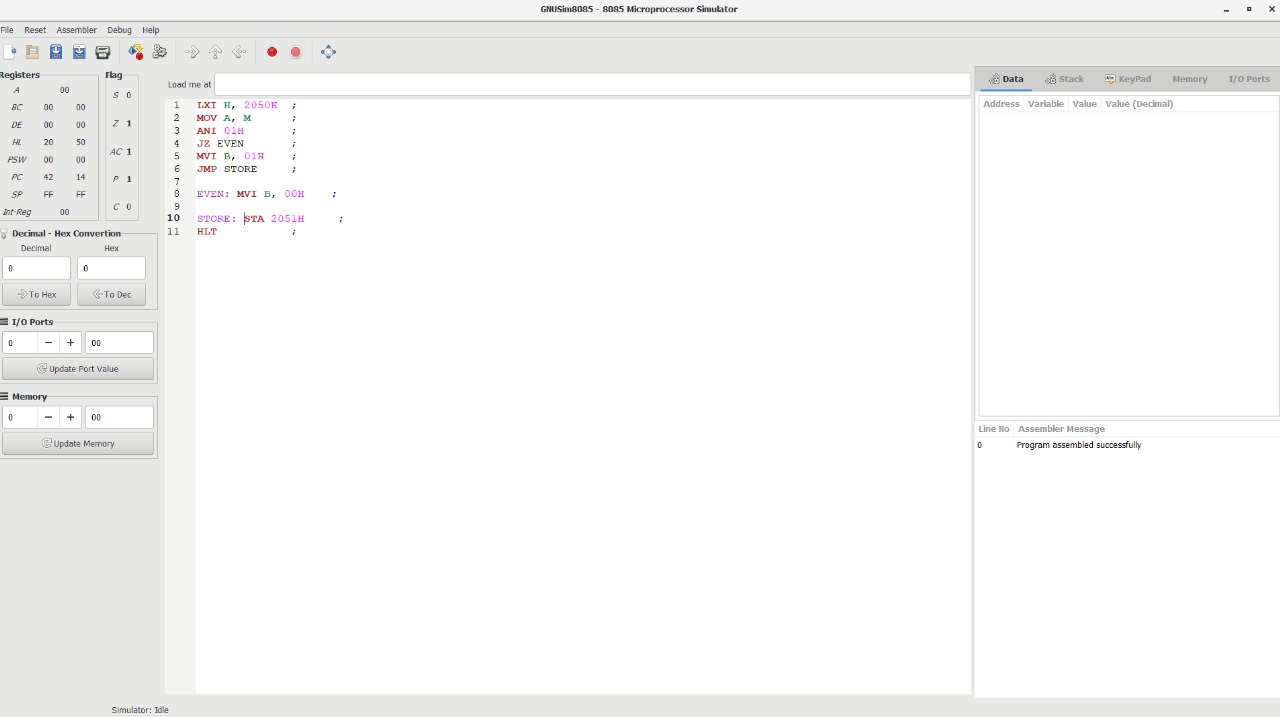 GNUSim8085 - 8085 Microprocessor Simulator
File Reset Assembler Debug Help
Registers
A 00
BC 00 00
DE 00 00
HL 20 50
PSW 00 00
PC 42 14
SP FF FF
Int-Reg 00
Flag
S 0
Z 1
AC 1
P 1
C 0
Decimal - Hex Convertion
Decimal Hex
0 0
To Hex To Dec
I/O Ports
0 − + 00
Update Port Value
Memory
0 − + 00
Update Memory
Load me at
1 LXI H, 2050H ;
2 MOV A, M ;
3 ANI 01H ;
4 JZ EVEN ;
5 MVI B, 01H ;
6 JMP STORE ;
7
8 EVEN: MVI B, 00H ;
9
10 STORE: STA 2051H ;
11 HLT ;
Data Stack KeyPad Memory I/O Ports
Address Variable Value Value (Decimal)
Line No Assembler Message
0 Program assembled successfully
Simulator: Idle